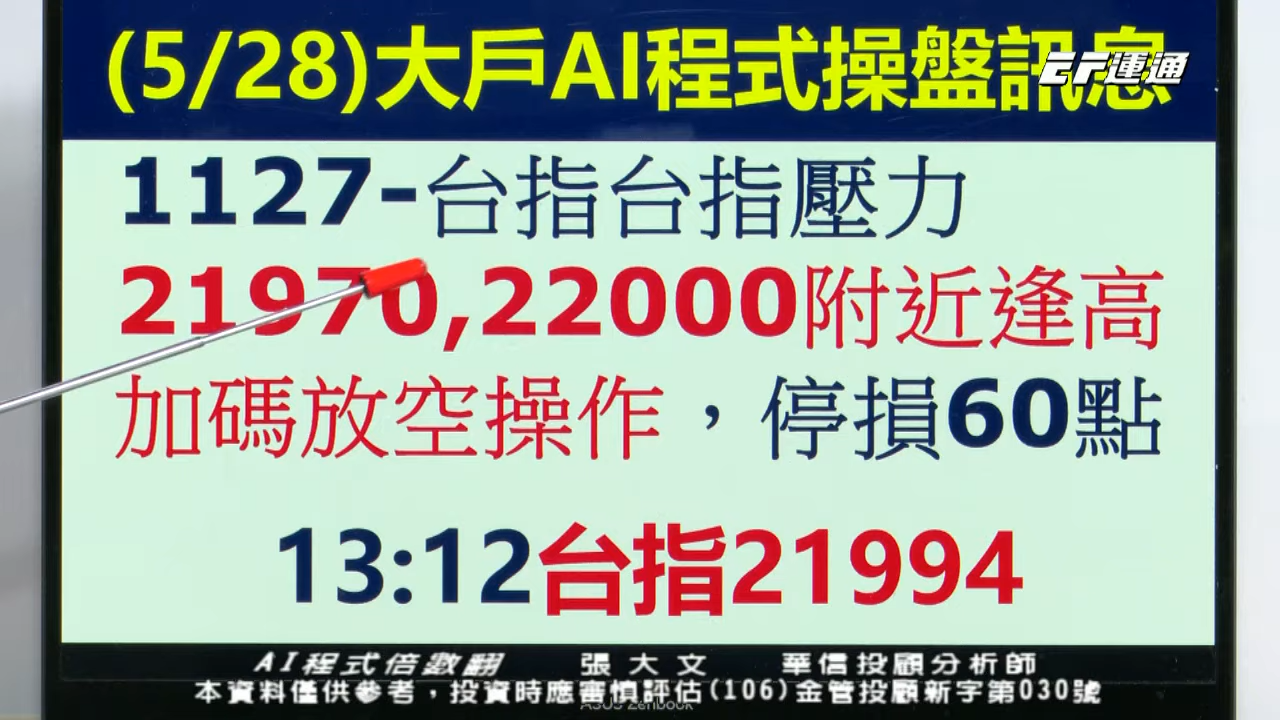 (5/28)大戶AI程式操盤訊息
EF運通
1127-台指台指壓力
21970,22000附近逢高
加碼放空操作，停損60點
13:12台指21994
AI程式倍數翻 張大文 華信投顧分析師
本資料僅供參考，投資時應審慎評估(106)金管投顧新字第030號
ASUS Zenbook